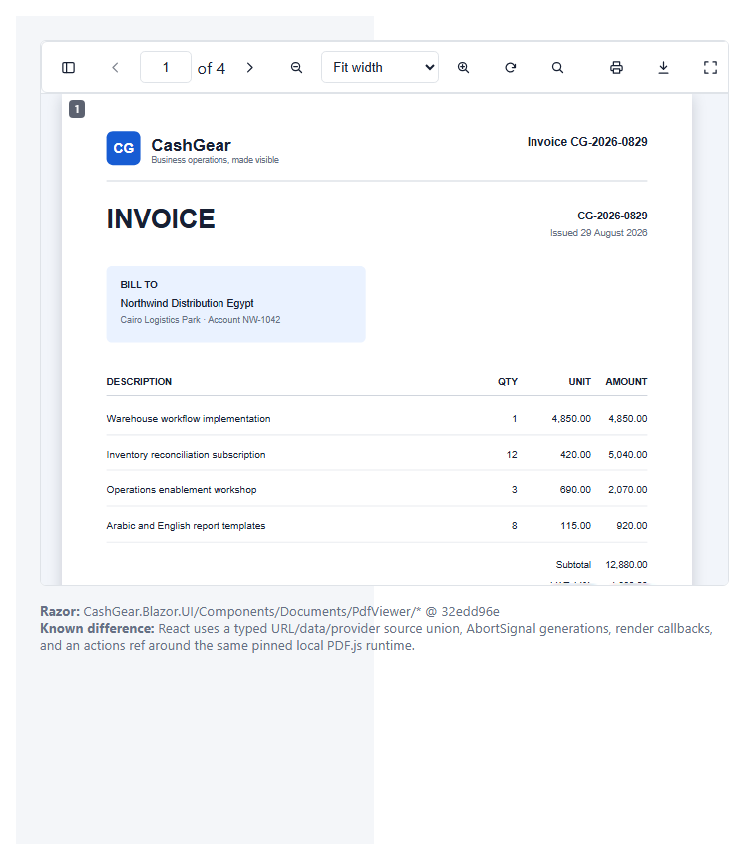 1 of 4 Fit width
1
CG CashGear
Business operations, made visible
Invoice CG-2026-0829
INVOICE
CG-2026-0829
Issued 29 August 2026
BILL TO
Northwind Distribution Egypt
Cairo Logistics Park · Account NW-1042
DESCRIPTION QTY UNIT AMOUNT
Warehouse workflow implementation 1 4,850.00 4,850.00
Inventory reconciliation subscription 12 420.00 5,040.00
Operations enablement workshop 3 690.00 2,070.00
Arabic and English report templates 8 115.00 920.00
Subtotal 12,880.00
Razor: CashGear.Blazor.UI/Components/Documents/PdfViewer/* @ 32edd96e
Known difference: React uses a typed URL/data/provider source union, AbortSignal generations, render callbacks,
and an actions ref around the same pinned local PDF.js runtime.